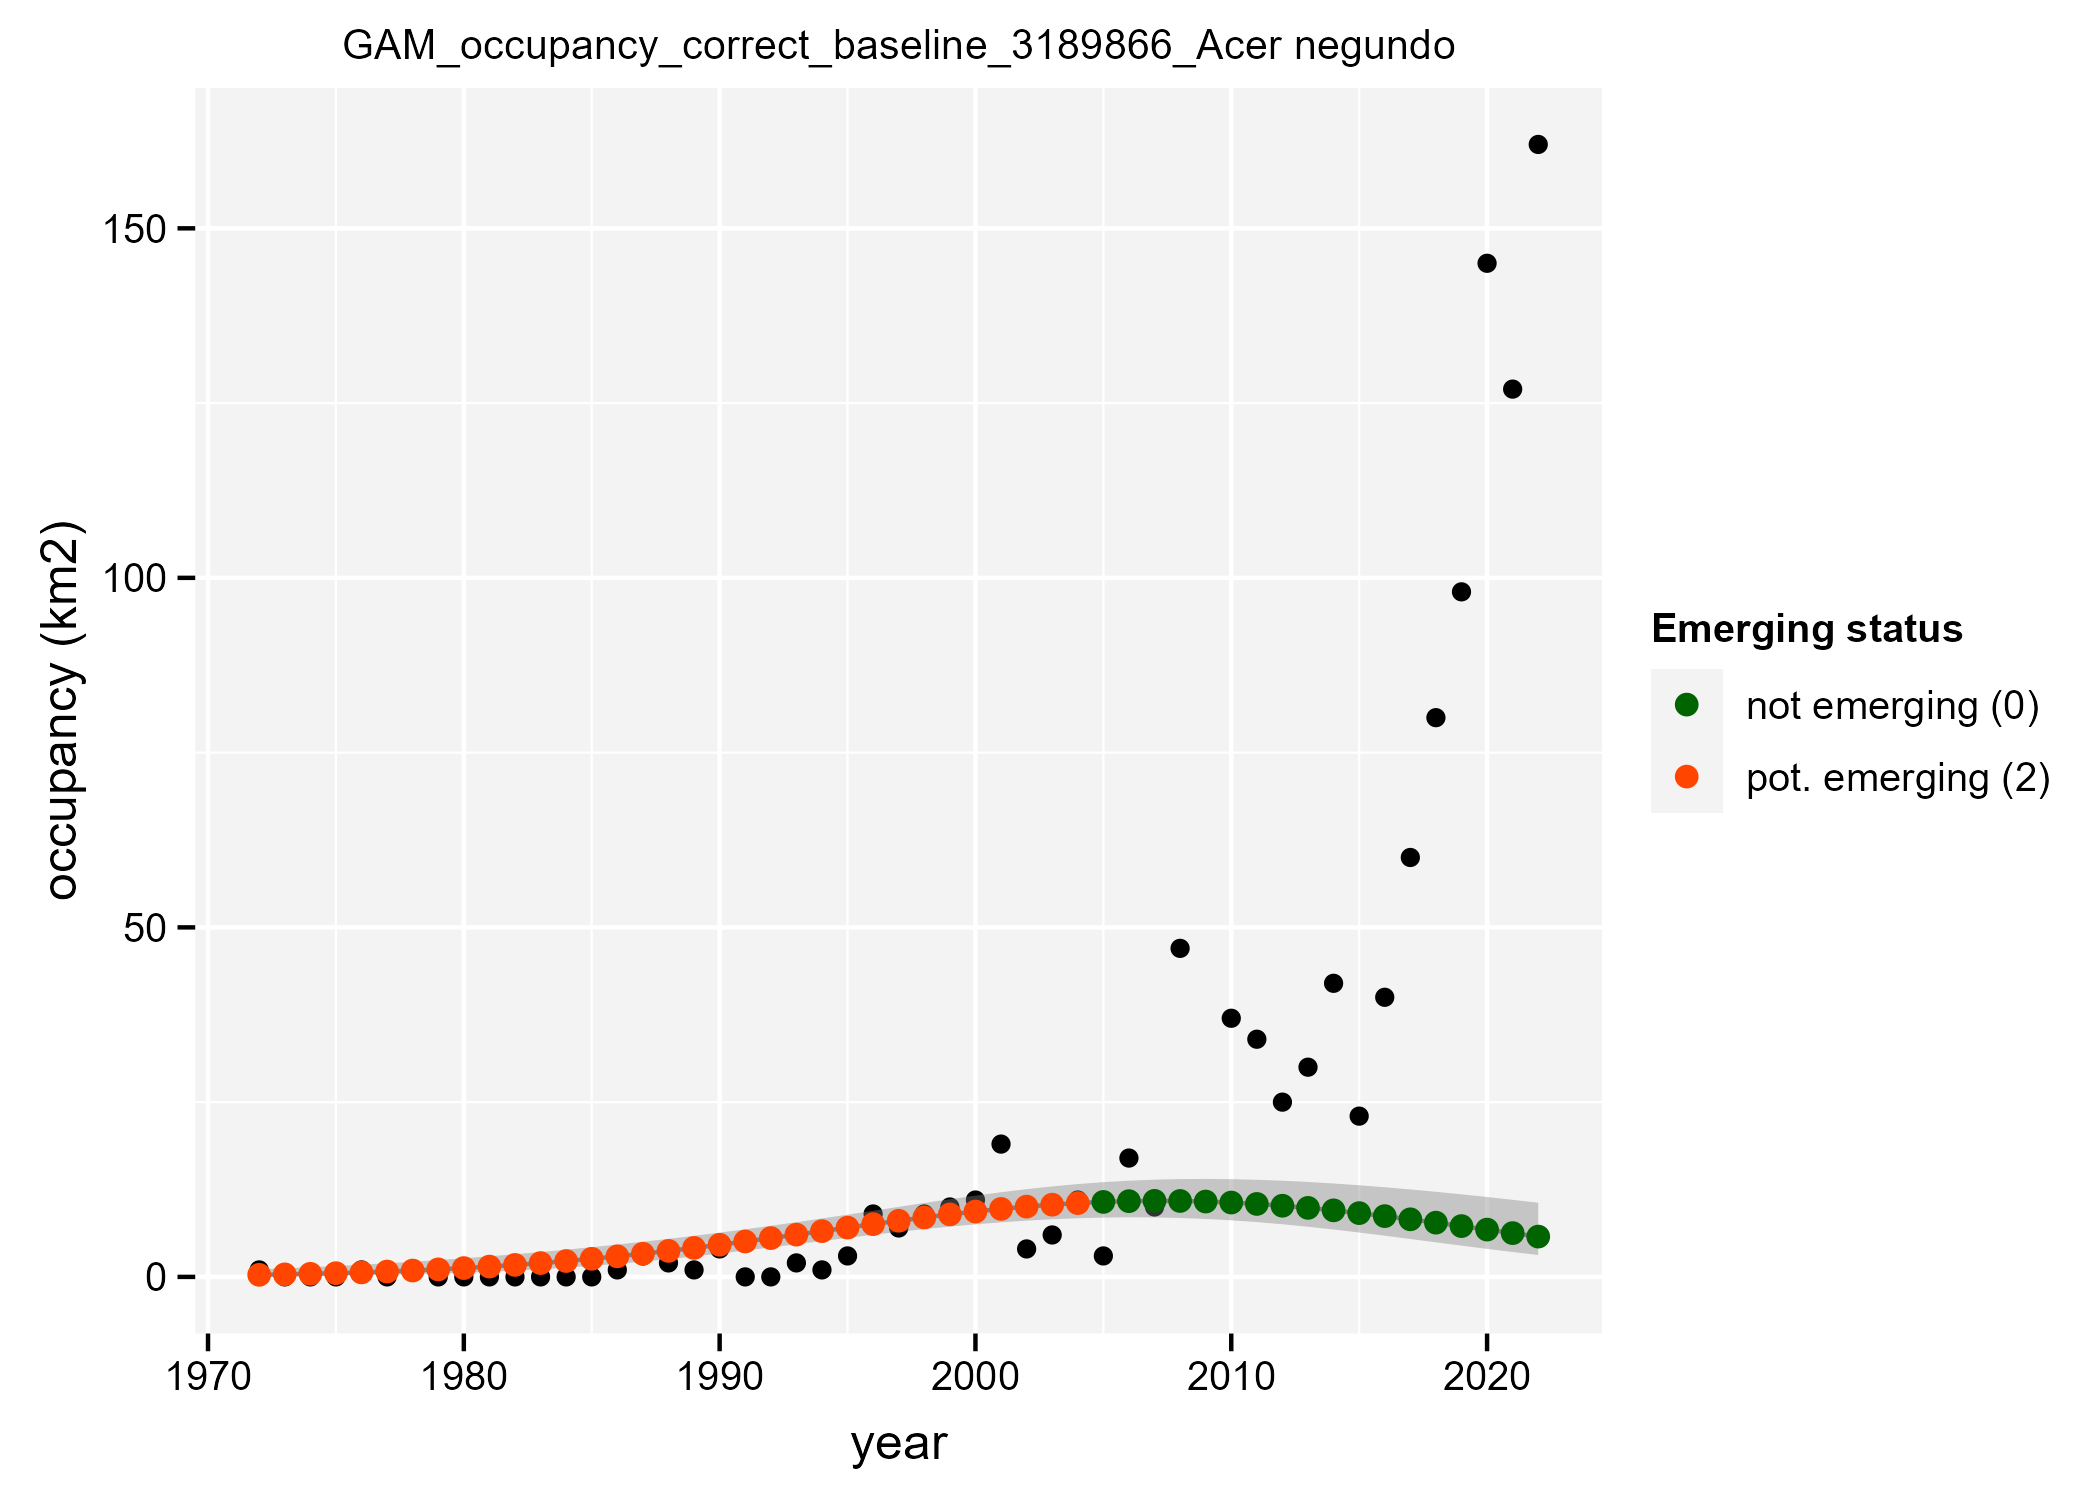 GAM_occupancy_correct_baseline_3189866_Acer negundo
occupancy (km2)
150
100
50
0
1970 1980 1990 2000 2010 2020
year
Emerging status
not emerging (0)
pot. emerging (2)